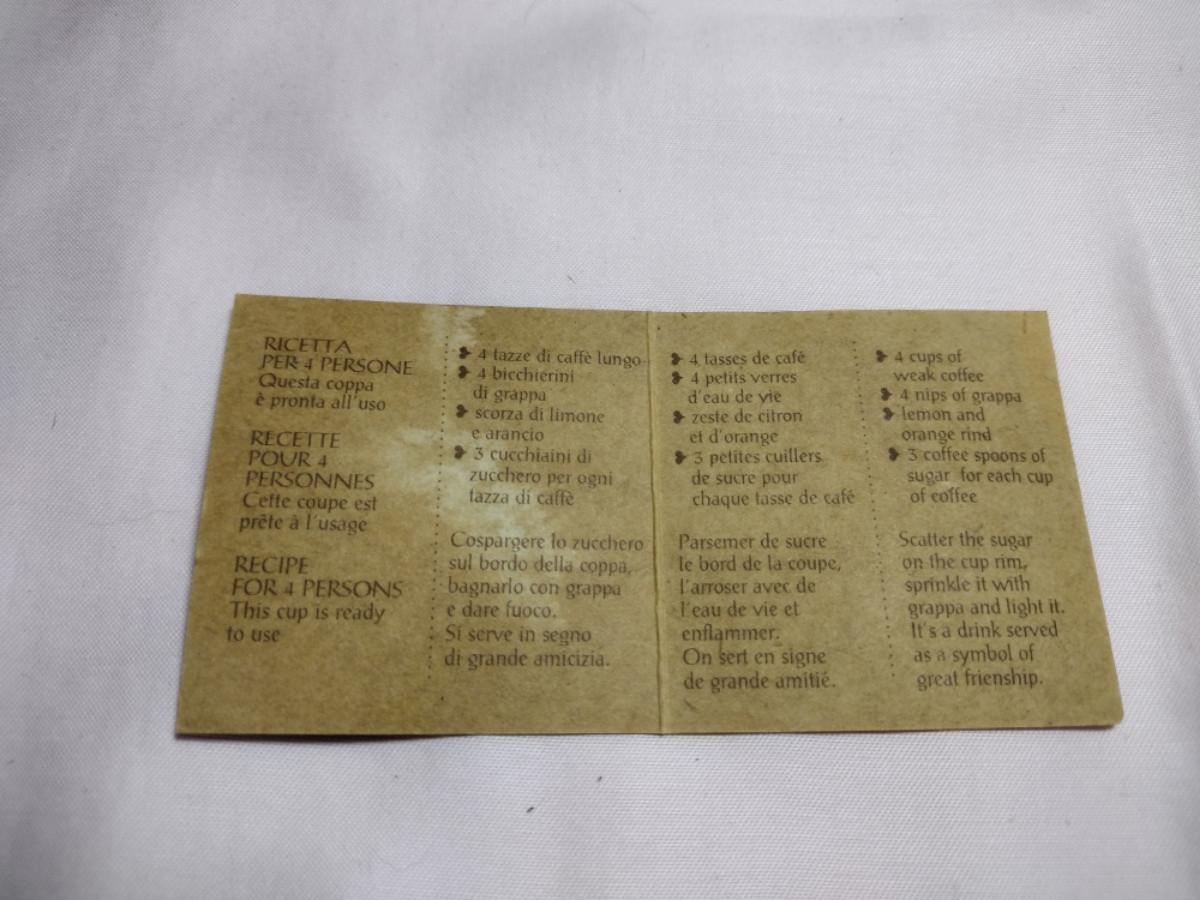 RICETTA
PER 4 PERSONE
Questa coppa
è pronta all'uso
RECETTE
POUR 4
PERSONNES
Cette coupe est
prête à l'usage
RECIPE
FOR 4 PERSONS
This cup is ready
to use
4 tazze di caffè lungo
4 bicchierini
di grappa
scorza di limone
e arancio
3 cucchiaini di
zucchero per ogni
tazza di caffè
Cospargere lo zucchero
sul bordo della coppa,
bagnarlo con grappa
e dare fuoco.
Si serve in segno
di grande amicizia.
4 tasses de café
4 petits verres
d'eau de vie
zeste de citron
et d'orange
3 petites cuillers
de sucre pour
chaque tasse de café
Parsemer de sucre
le bord de la coupe,
l'arroser avec de
l'eau de vie et
enflammer.
On sert en signe
de grande amitié.
4 cups of
weak coffee
4 nips of grappa
lemon and
orange rind
3 coffee spoons of
sugar for each cup
of coffee
Scatter the sugar
on the cup rim,
sprinkle it with
grappa and light it.
It's a drink served
as a symbol of
great frienship.